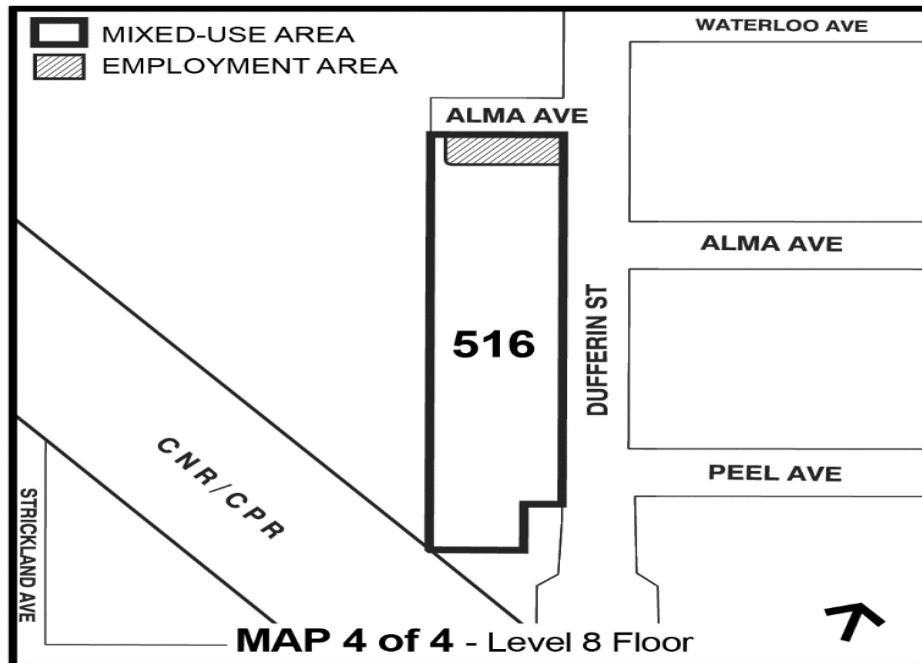 MIXED-USE AREA
EMPLOYMENT AREA
WATERLOO AVE
ALMA AVE
ALMA AVE
DUFFERIN ST
516
PEEL AVE
CNR/CPR
STRICKLAND AVE
MAP 4 of 4 - Level 8 Floor